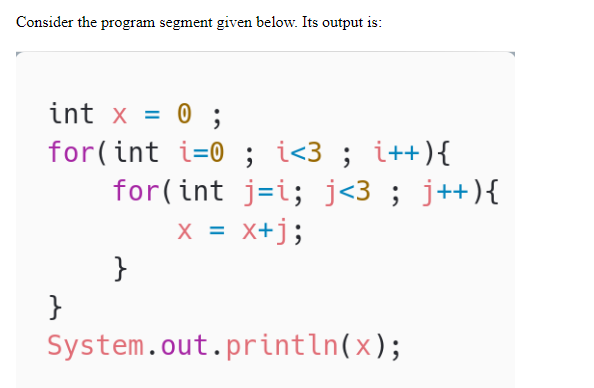 Consider the program segment given below. Its output is:
int x = 0 ;
for(int i=0 ; i<3 ; i++){
for(int j=i; j<3 ; j++){
x = x+j;
}
}
System.out.println(x);